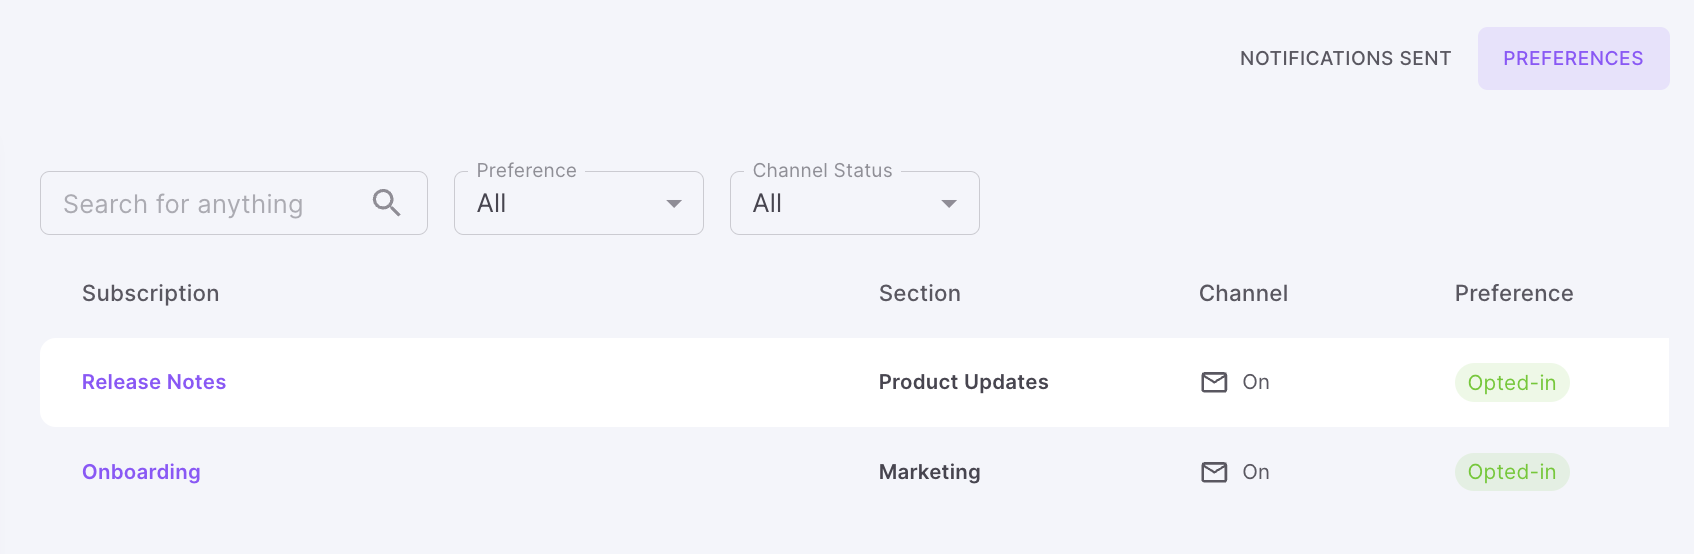 NOTIFICATIONS SENT PREFERENCES
Preference Channel Status
Search for anything All All
Subscription Section Channel Preference
Release Notes Product Updates On Opted-in
Onboarding Marketing On Opted-in